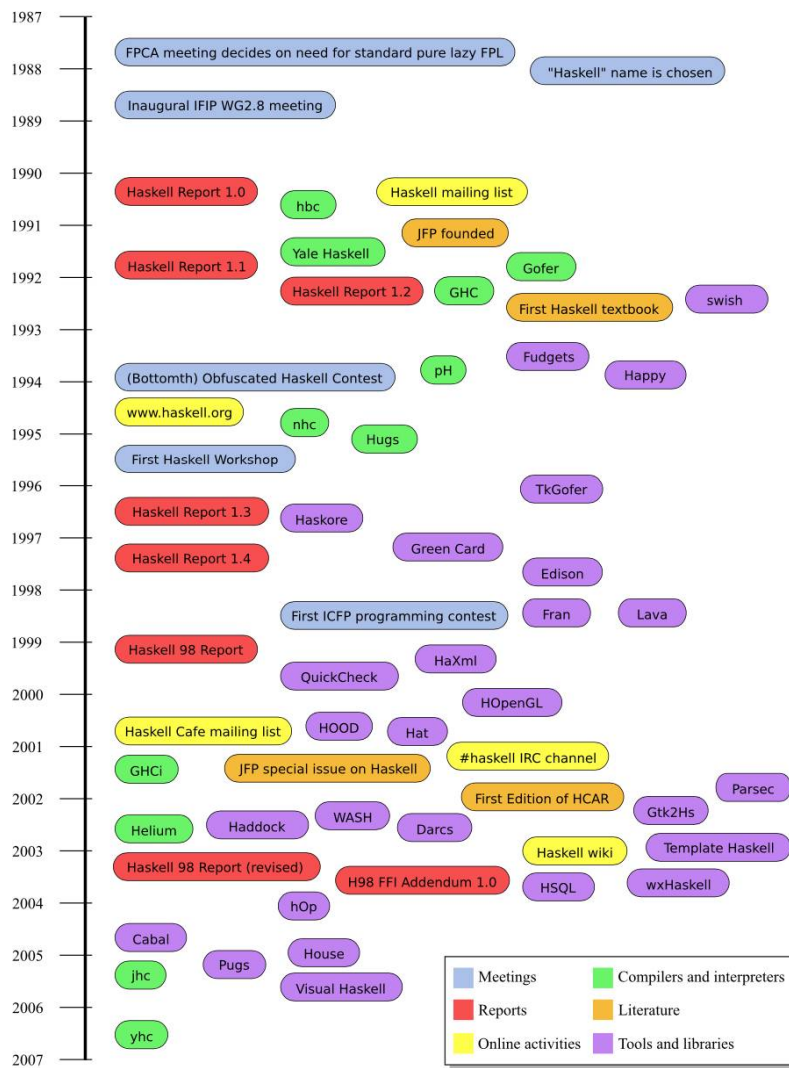 1987
FPCA meeting decides on need for standard pure lazy FPL
1988
"Haskell" name is chosen
Inaugural IFIP WG2.8 meeting
1989
1990
Haskell Report 1.0
Haskell mailing list
hbc
1991
JFP founded
Yale Haskell
Haskell Report 1.1
Gofer
1992
Haskell Report 1.2
GHC
swish
First Haskell textbook
1993
Fudgets
pH
Happy
(Bottomth) Obfuscated Haskell Contest
1994
www.haskell.org
nhc
1995
Hugs
First Haskell Workshop
1996
TkGofer
Haskell Report 1.3
Haskore
1997
Green Card
Haskell Report 1.4
Edison
1998
First ICFP programming contest
Fran
Lava
1999
Haskell 98 Report
HaXml
QuickCheck
2000
HOpenGL
Haskell Cafe mailing list
HOOD
Hat
2001
#haskell IRC channel
GHCi
JFP special issue on Haskell
Parsec
2002
First Edition of HCAR
Gtk2Hs
WASH
Helium
Haddock
Darcs
2003
Haskell wiki
Template Haskell
Haskell 98 Report (revised)
H98 FFI Addendum 1.0
HSQL
wxHaskell
2004
hOp
Cabal
2005
House
Pugs
jhc
Visual Haskell
2006
yhc
2007
Meetings
Compilers and interpreters
Reports
Literature
Online activities
Tools and libraries